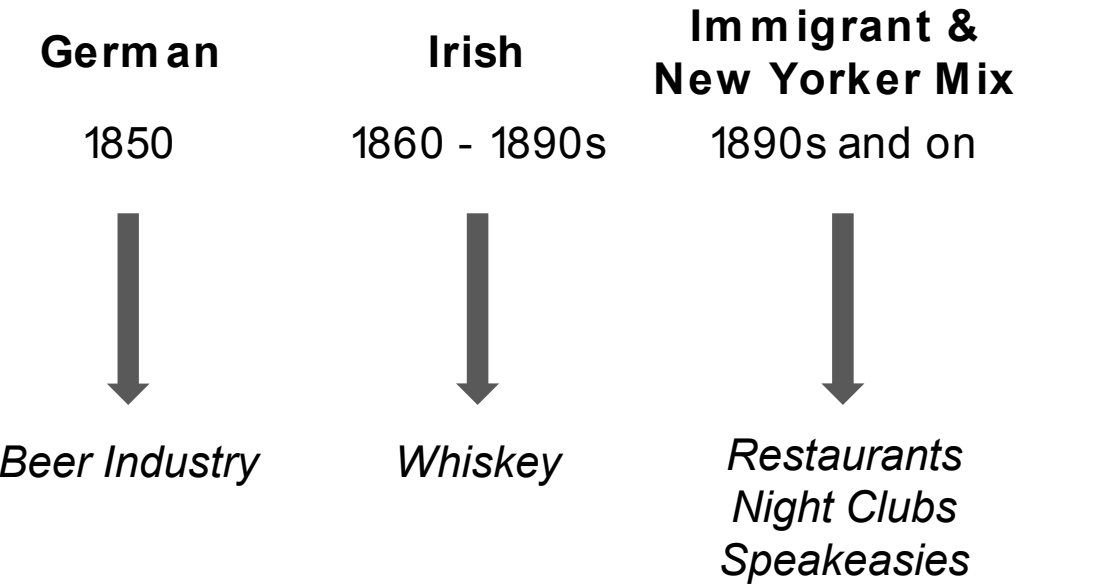 German
1850
Beer Industry
Irish
1860 - 1890s
Whiskey
Immigrant &
New Yorker Mix
1890s and on
Restaurants
Night Clubs
Speakeasies